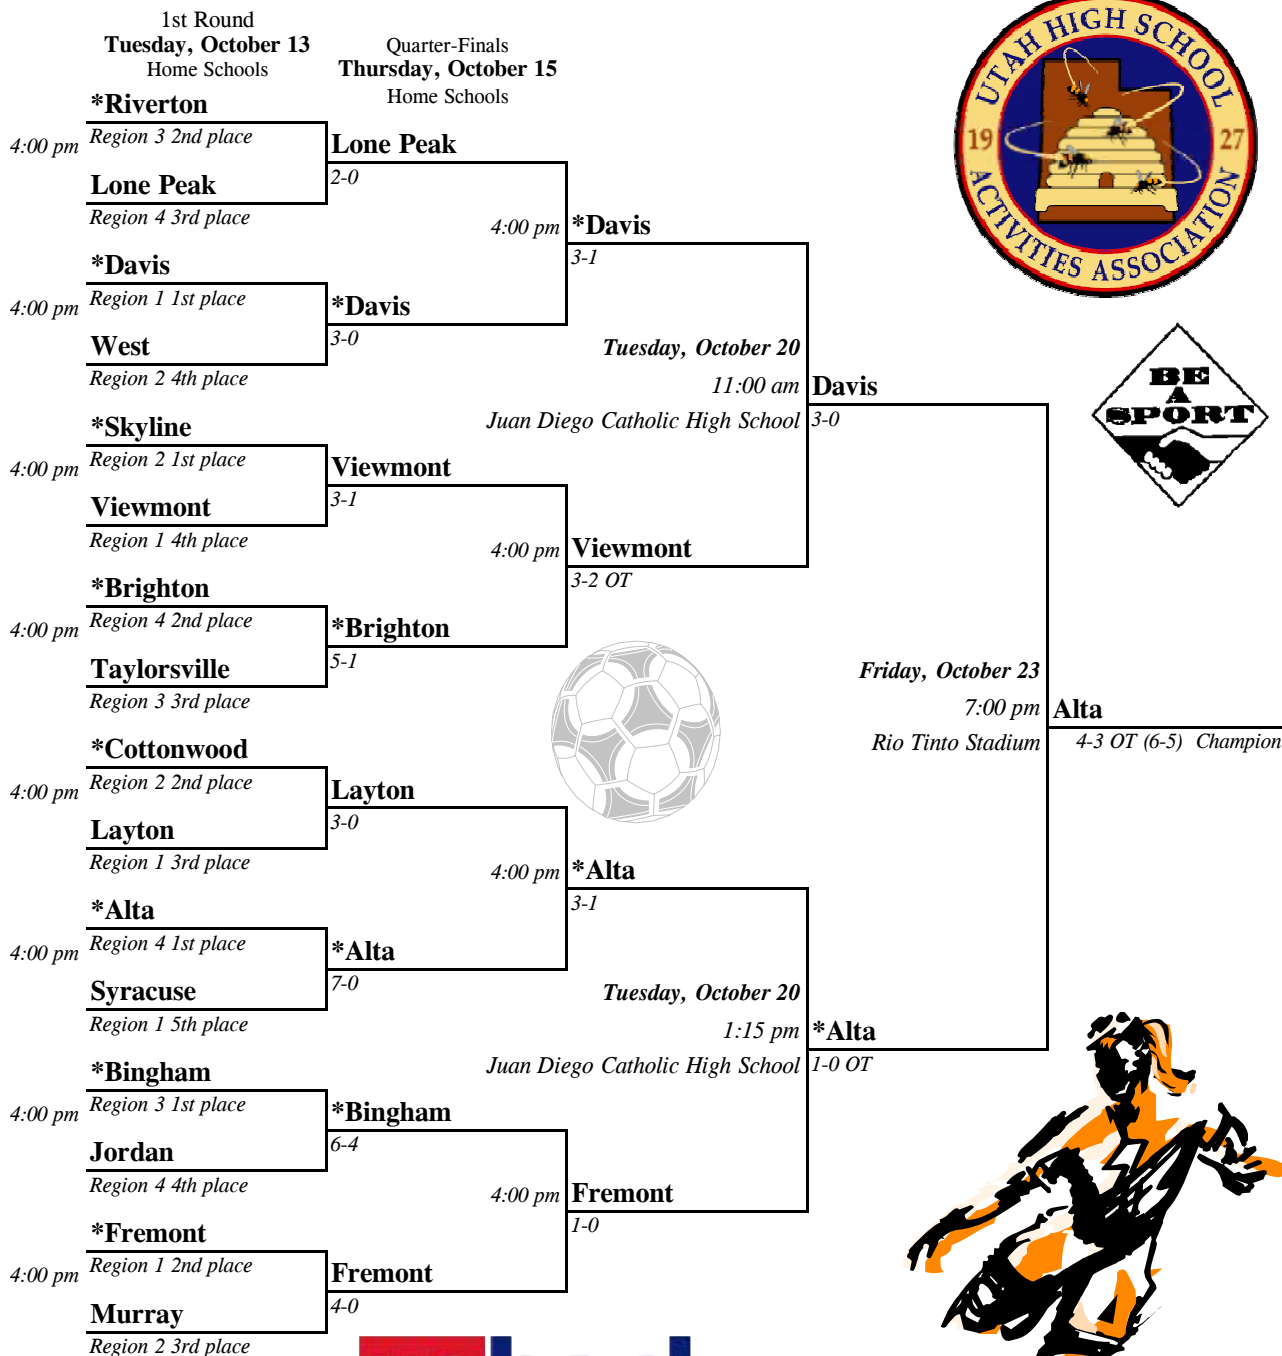 1st Round
Tuesday, October 13
Home Schools
Quarter-Finals
Thursday, October 15
Home Schools
UTAH HIGH SCHOOL
ACTIVITIES ASSOCIATION
19 27
*Riverton
4:00 pm Region 3 2nd place
Lone Peak
2-0
Lone Peak
Region 4 3rd place
4:00 pm *Davis
3-1
*Davis
4:00 pm Region 1 1st place
*Davis
3-0
West
Region 2 4th place
Tuesday, October 20
11:00 am Davis
Juan Diego Catholic High School 3-0
BE
A
SPORT
*Skyline
4:00 pm Region 2 1st place
Viewmont
3-1
Viewmont
Region 1 4th place
4:00 pm Viewmont
3-2 OT
*Brighton
4:00 pm Region 4 2nd place
*Brighton
5-1
Taylorsville
Region 3 3rd place
Friday, October 23
7:00 pm Alta
Rio Tinto Stadium 4-3 OT (6-5) Champion
*Cottonwood
4:00 pm Region 2 2nd place
Layton
3-0
Layton
Region 1 3rd place
4:00 pm *Alta
3-1
*Alta
4:00 pm Region 4 1st place
*Alta
7-0
Syracuse
Region 1 5th place
Tuesday, October 20
1:15 pm *Alta
Juan Diego Catholic High School 1-0 OT
*Bingham
4:00 pm Region 3 1st place
*Bingham
6-4
Jordan
Region 4 4th place
4:00 pm Fremont
1-0
*Fremont
4:00 pm Region 1 2nd place
Fremont
4-0
Murray
Region 2 3rd place